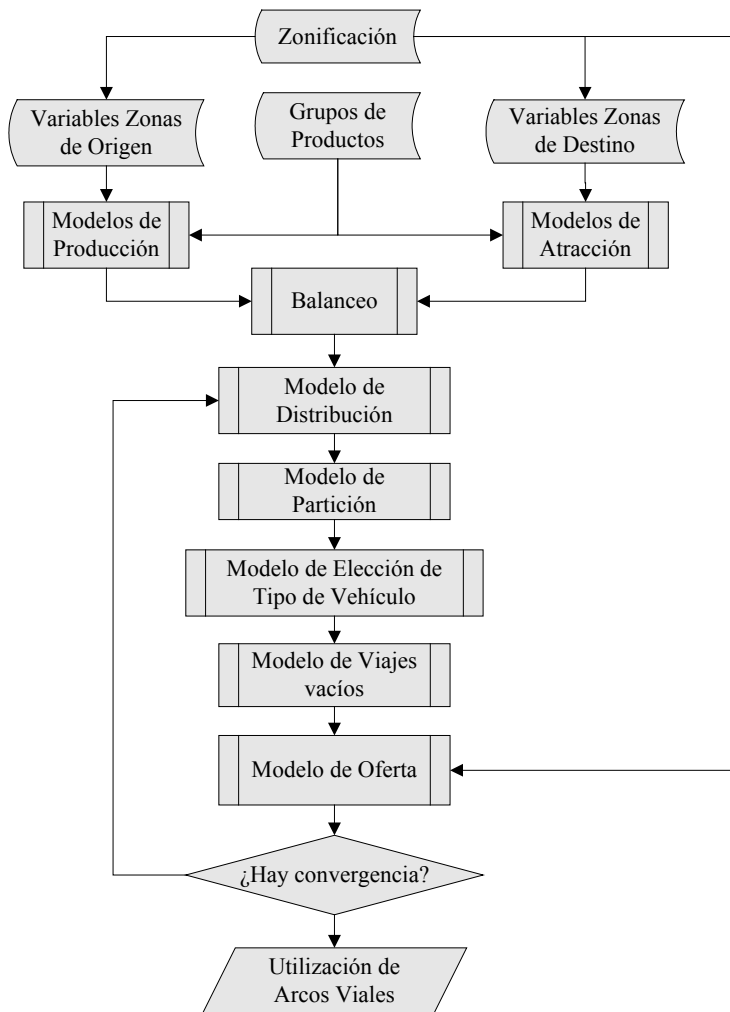 Zonificación
Variables Zonas
de Origen
Grupos de
Productos
Variables Zonas
de Destino
Modelos de
Producción
Modelos de
Atracción
Balanceo
Modelo de
Distribución
Modelo de
Partición
Modelo de Elección de
Tipo de Vehículo
Modelo de Viajes
vacíos
Modelo de Oferta
¿Hay convergencia?
Utilización de
Arcos Viales